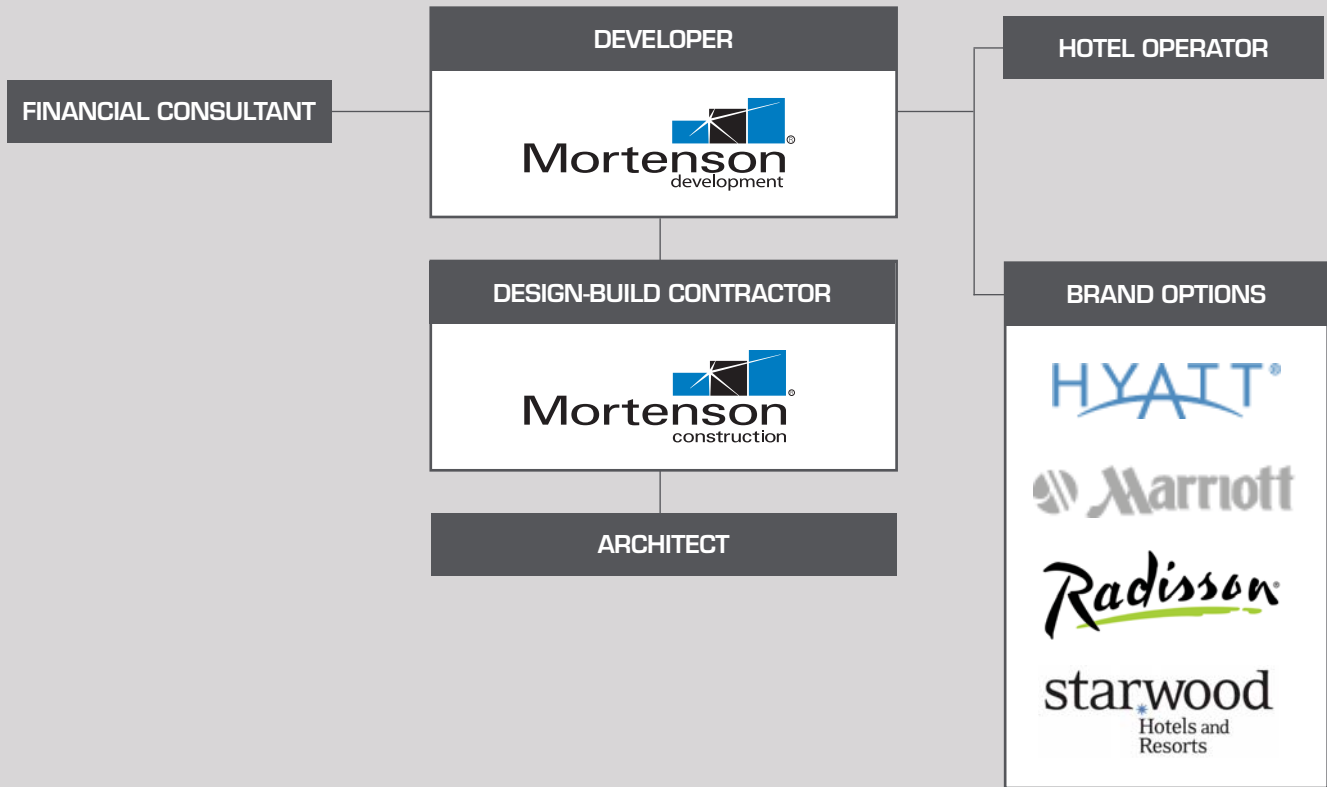 DEVELOPER
HOTEL OPERATOR
FINANCIAL CONSULTANT
Mortenson®
development
DESIGN-BUILD CONTRACTOR
Mortenson®
construction
ARCHITECT
BRAND OPTIONS
HYATT®
Marriott
Radisson®
starwood
Hotels and
Resorts